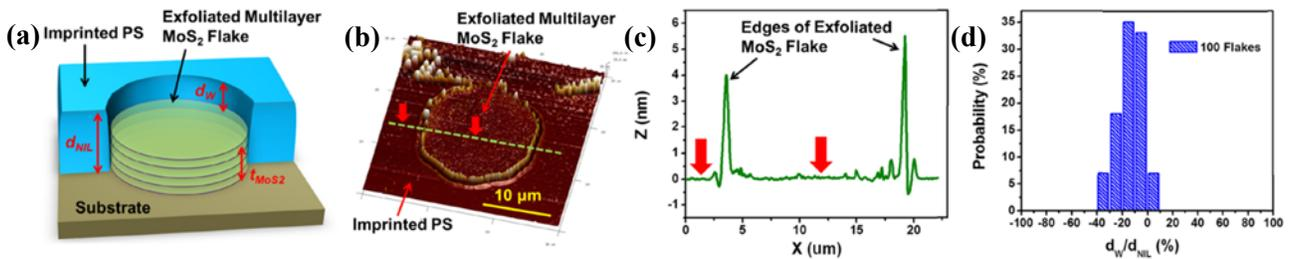 (a)
Exfoliated Multilayer
MoS2 Flake
Imprinted PS
dW
dNIL
tMoS2
Substrate
(b)
Exfoliated Multilayer
MoS2 Flake
10 μm
Imprinted PS
(c)
6
5
4
3
2
1
0
-1
Z (nm)
Edges of Exfoliated
MoS2 Flake
0 5 10 15 20
X (um)
(d)
35
30
25
20
15
10
5
0
Probability (%)
100 Flakes
-100 -80 -60 -40 -20 0 20 40 60 80 100
dW/dNIL (%)